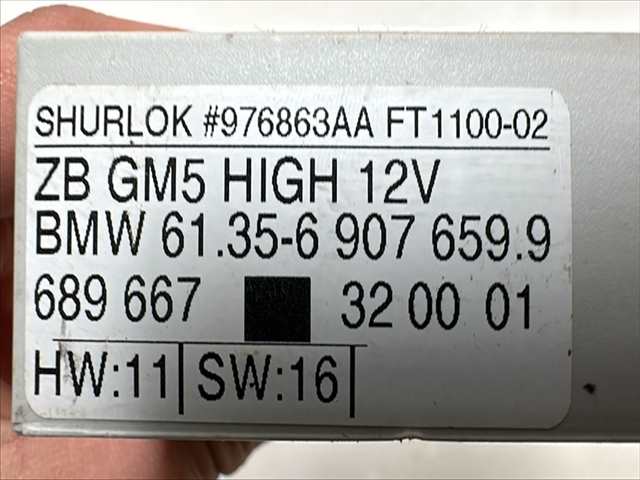 SHURLOK #976863AA FT1100-02
ZB GM5 HIGH 12V
BMW 61.35-6 907 659.9
689 667 32 00 01
HW:11 SW:16